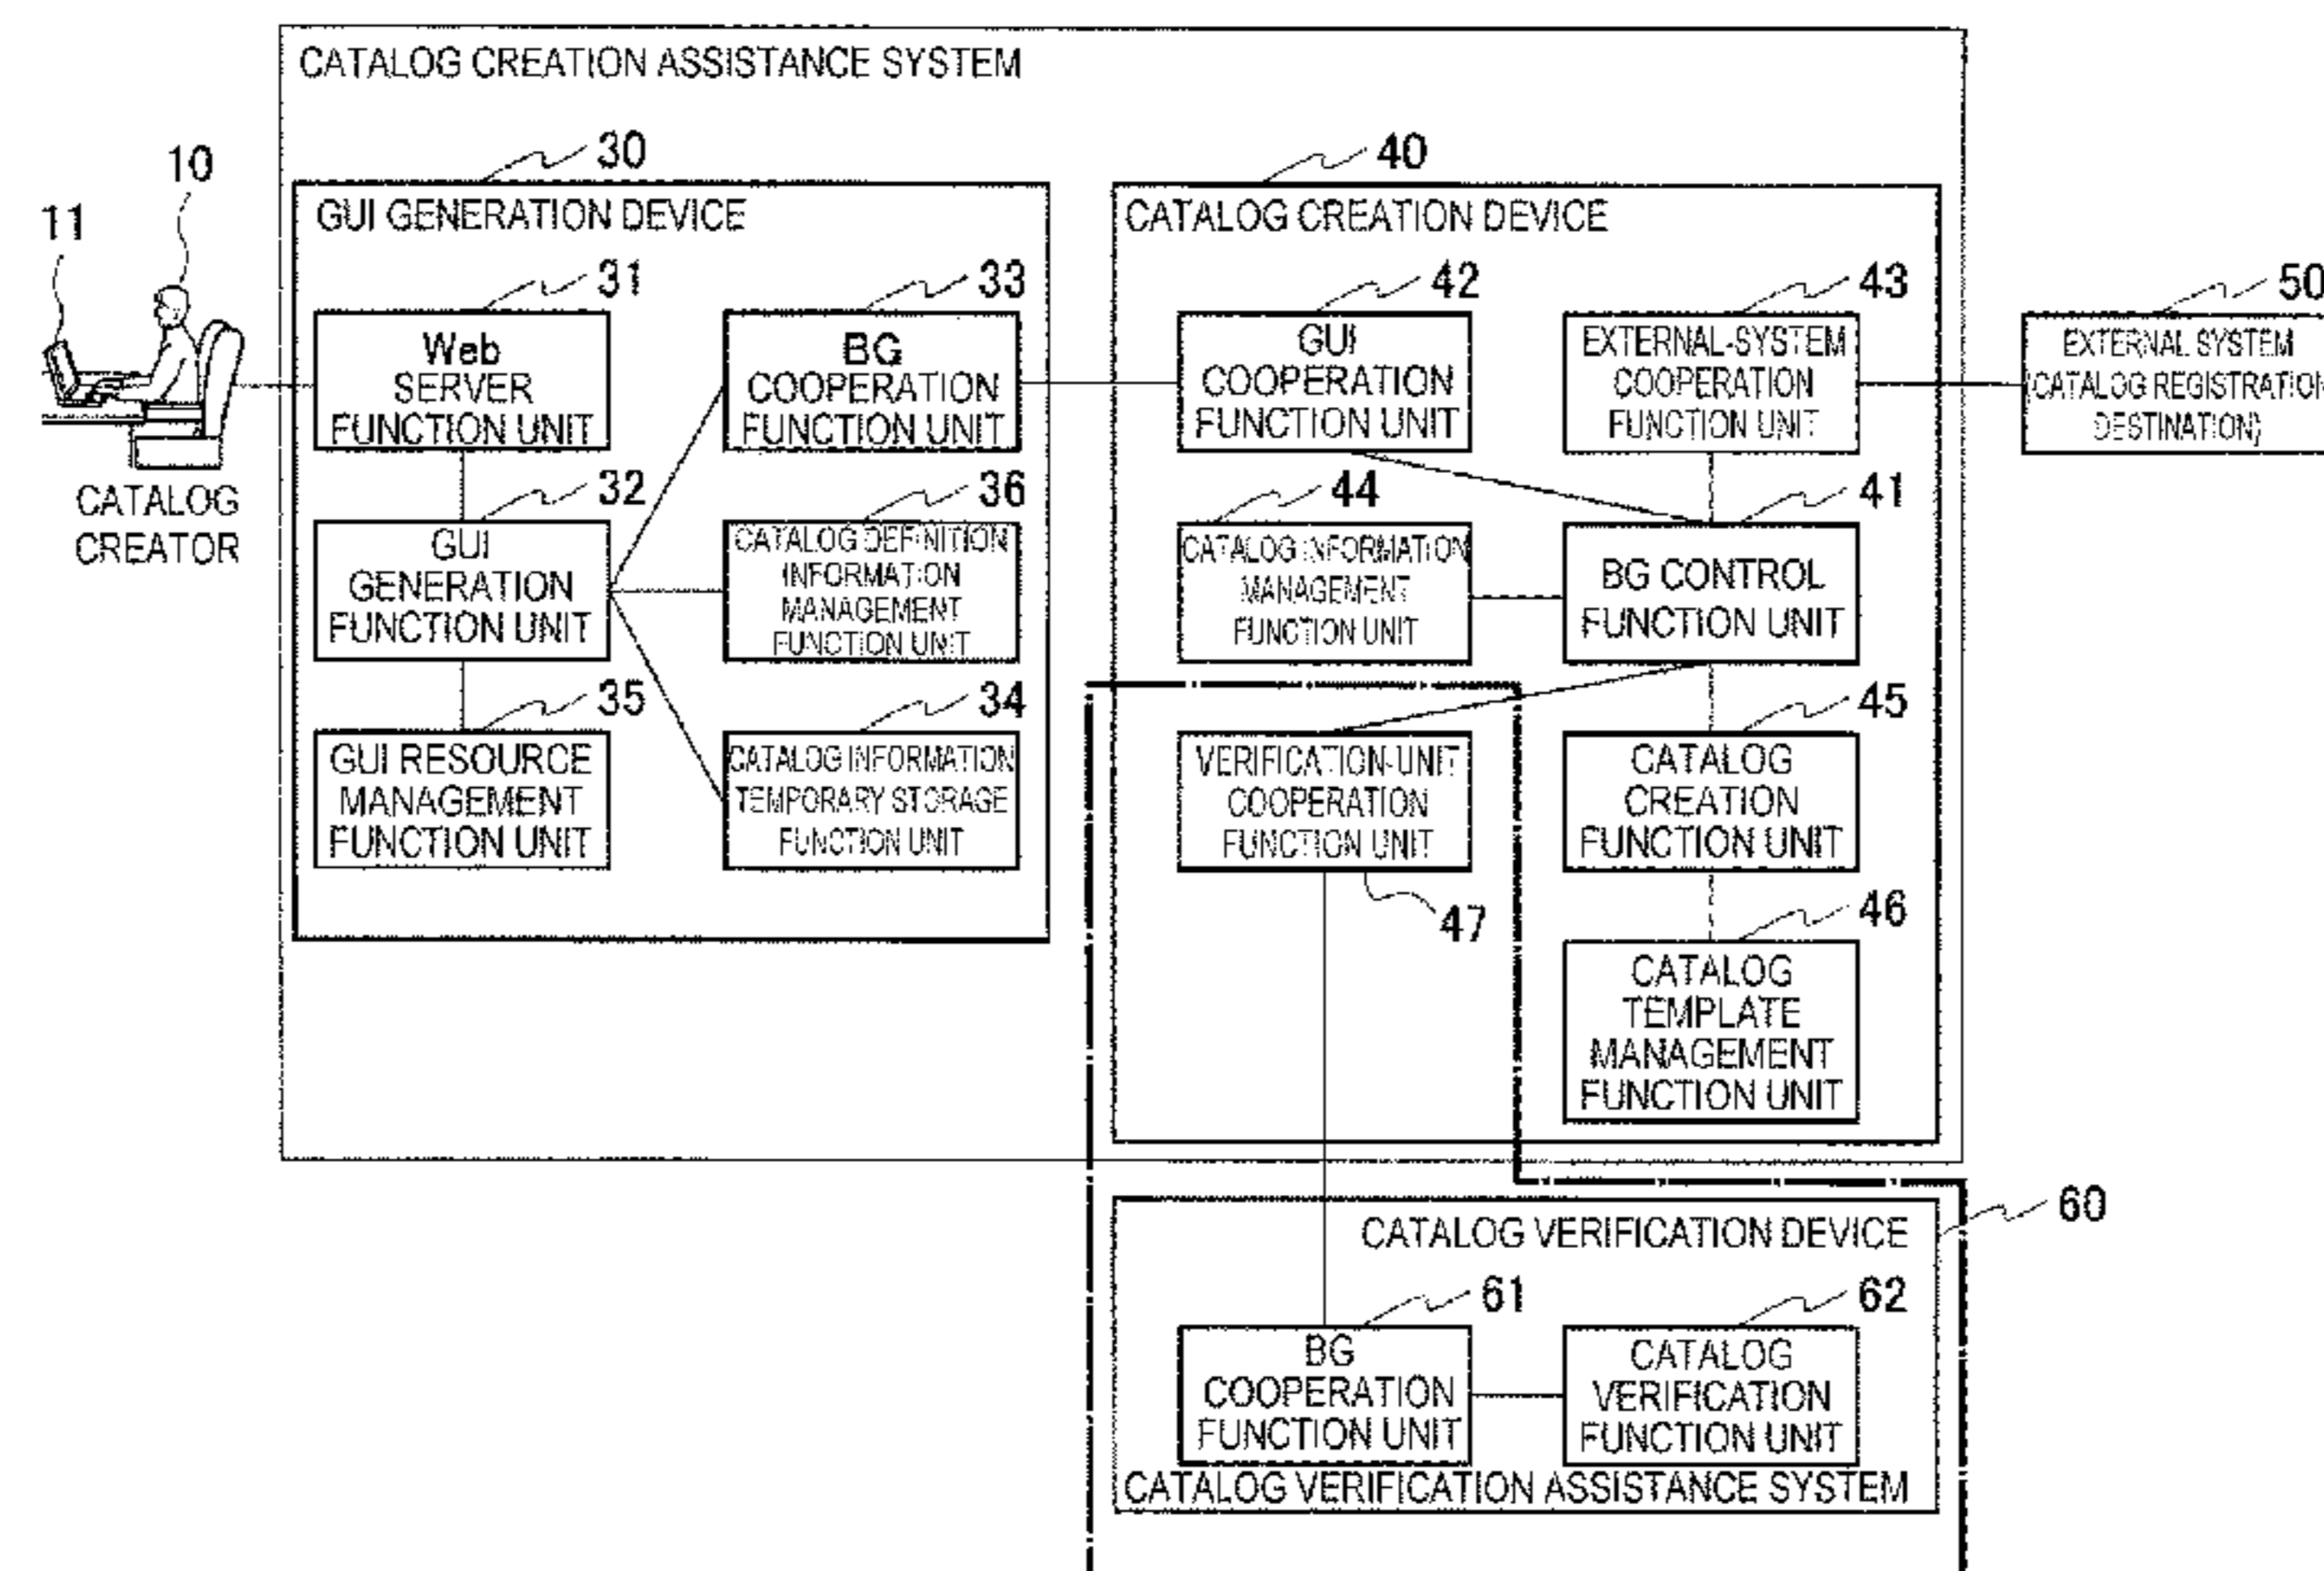 CATALOG CREATION ASSISTANCE SYSTEM
10
11
CATALOG
CREATOR
30
GUI GENERATION DEVICE
31
Web
SERVER
FUNCTION UNIT
33
BG
COOPERATION
FUNCTION UNIT
32
GUI
GENERATION
FUNCTION UNIT
36
CATALOG DEFINITION
INFORMATION
MANAGEMENT
FUNCTION UNIT
35
GUI RESOURCE
MANAGEMENT
FUNCTION UNIT
34
CATALOG INFORMATION
TEMPORARY STORAGE
FUNCTION UNIT
40
CATALOG CREATION DEVICE
42
GUI
COOPERATION
FUNCTION UNIT
43
EXTERNAL-SYSTEM
COOPERATION
FUNCTION UNIT
44
CATALOG INFORMATION
MANAGEMENT
FUNCTION UNIT
41
BG CONTROL
FUNCTION UNIT
VERIFICATION-UNIT
COOPERATION
FUNCTION UNIT
47
45
CATALOG
CREATION
FUNCTION UNIT
46
CATALOG
TEMPLATE
MANAGEMENT
FUNCTION UNIT
50
EXTERNAL SYSTEM
(CATALOG REGISTRATION
DESTINATION)
60
CATALOG VERIFICATION DEVICE
61
BG
COOPERATION
FUNCTION UNIT
62
CATALOG
VERIFICATION
FUNCTION UNIT
CATALOG VERIFICATION ASSISTANCE SYSTEM